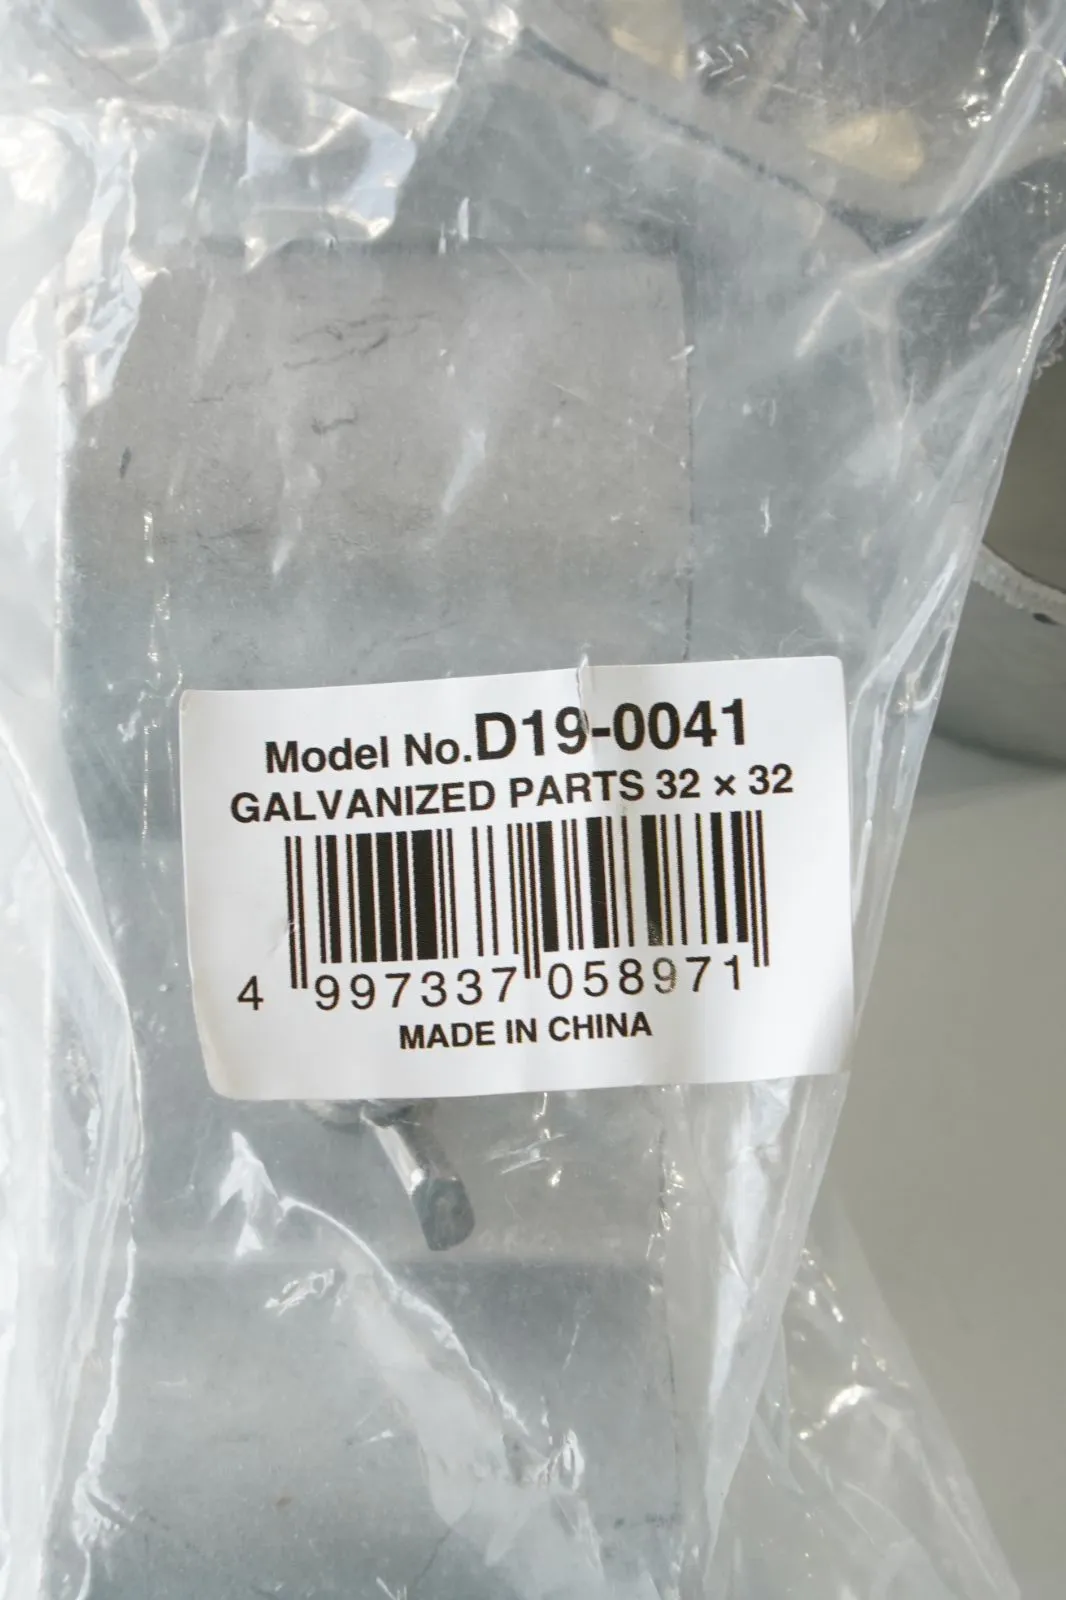 Model No.D19-0041
GALVANIZED PARTS 32 × 32
4 997337 058971
MADE IN CHINA